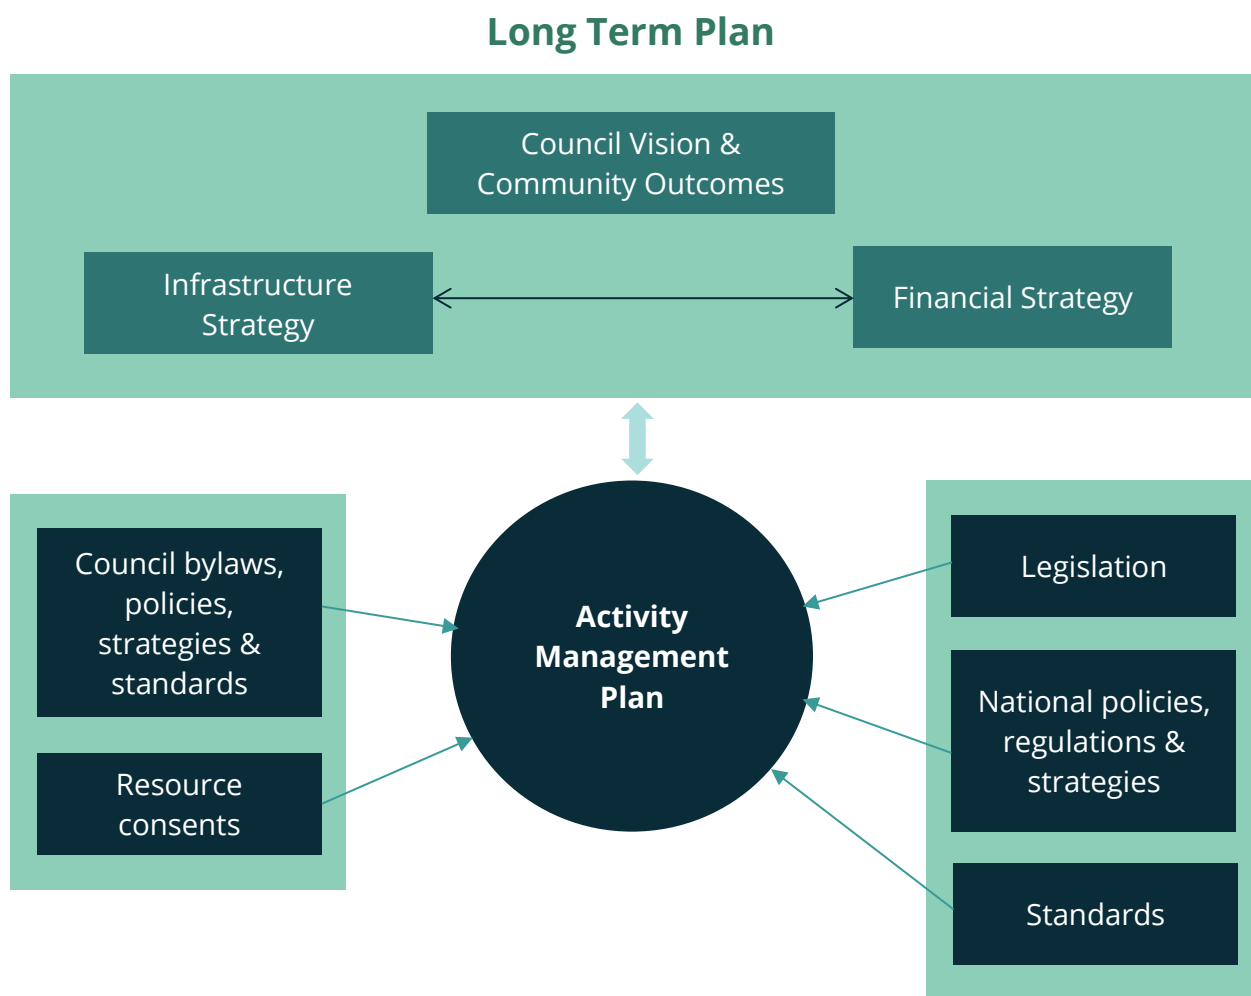 Long Term Plan
Council Vision &
Community Outcomes
Infrastructure
Strategy
Financial Strategy
Council bylaws,
policies,
strategies &
standards
Resource
consents
Activity
Management
Plan
Legislation
National policies,
regulations &
strategies
Standards